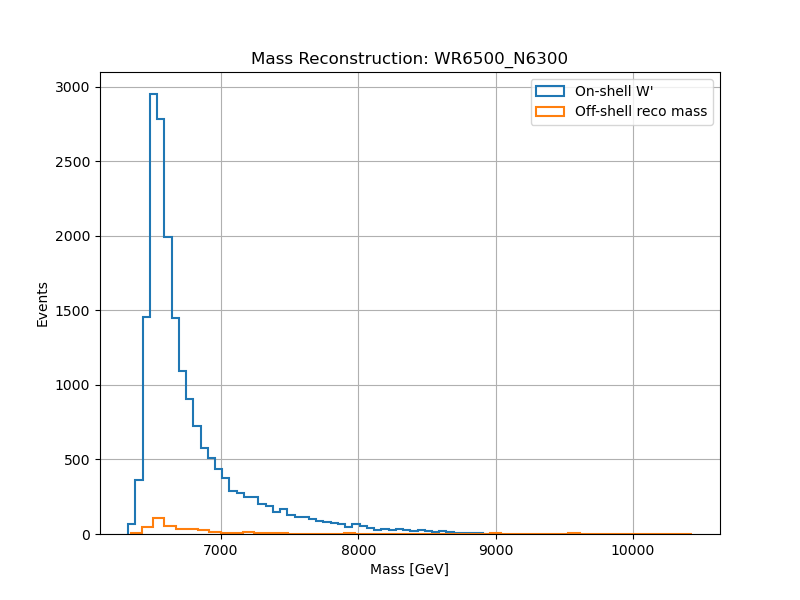 Mass Reconstruction: WR6500_N6300
On-shell W'
Off-shell reco mass
3000
2500
2000
1500
1000
500
0
Events
7000 8000 9000 10000
Mass [GeV]